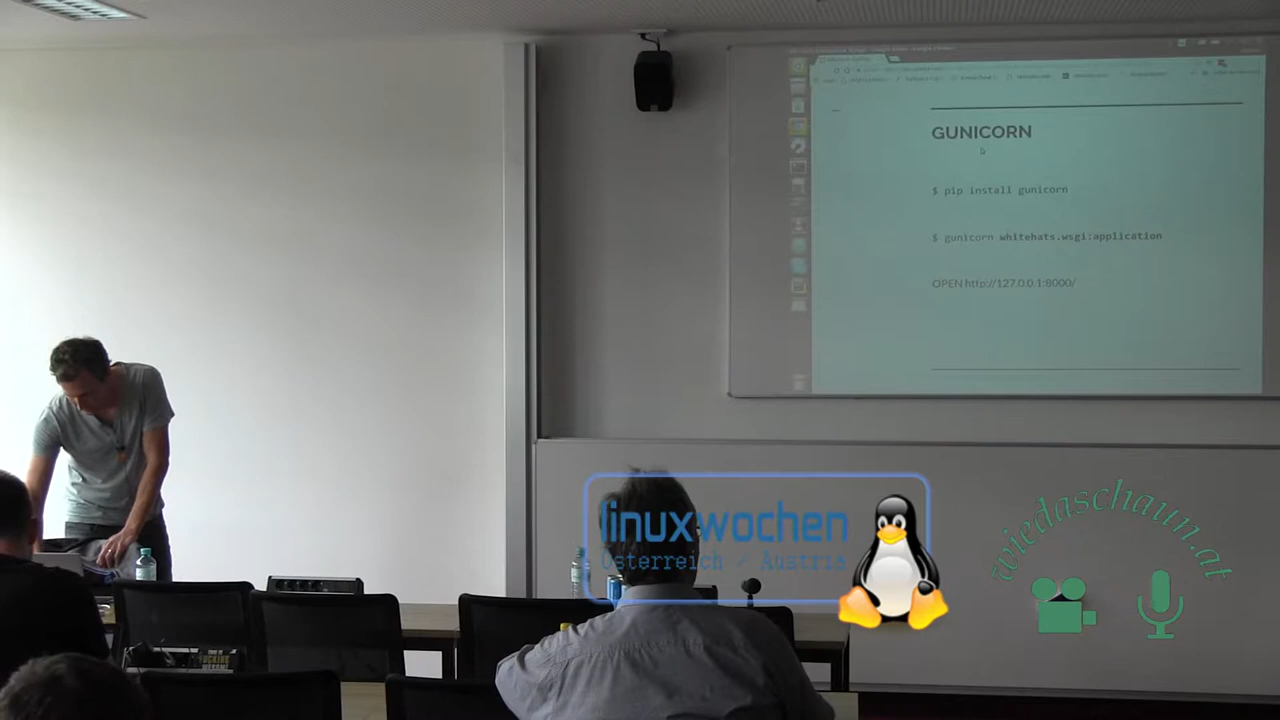 GUNICORN
$ pip install gunicorn
$ gunicorn whitehats.wsgi:application
OPEN http://127.0.0.1:8000/
linuxwochen
Österreich / Austria
wiedaschaun.at